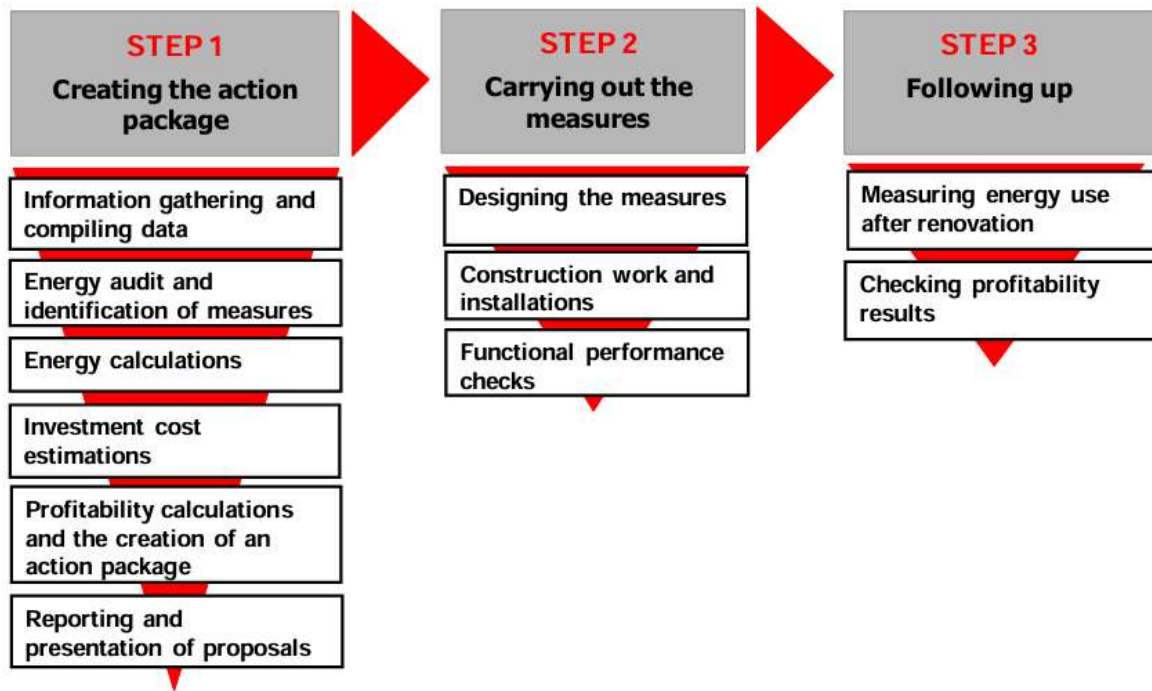 STEP 1
Creating the action
package
Information gathering and
compiling data
Energy audit and
identification of measures
Energy calculations
Investment cost
estimations
Profitability calculations
and the creation of an
action package
Reporting and
presentation of proposals
STEP 2
Carrying out the
measures
Designing the measures
Construction work and
installations
Functional performance
checks
STEP 3
Following up
Measuring energy use
after renovation
Checking profitability
results